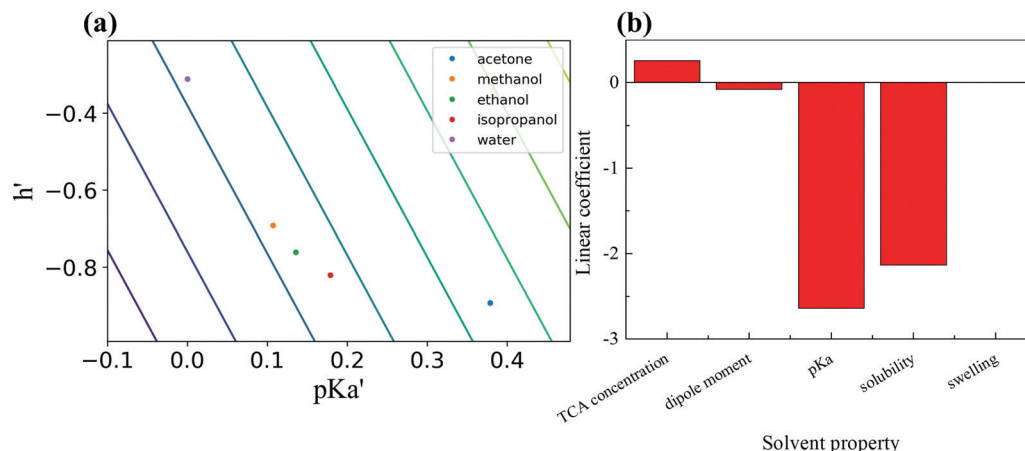 (a)
h'
−0.4
−0.6
−0.8
acetone
methanol
ethanol
isopropanol
water
−0.1
0.0
0.1
0.2
0.3
0.4
pKa'
(b)
Linear coefficient
0
-1
-2
-3
TCA concentration
dipole moment
pKa
solubility
swelling
Solvent property